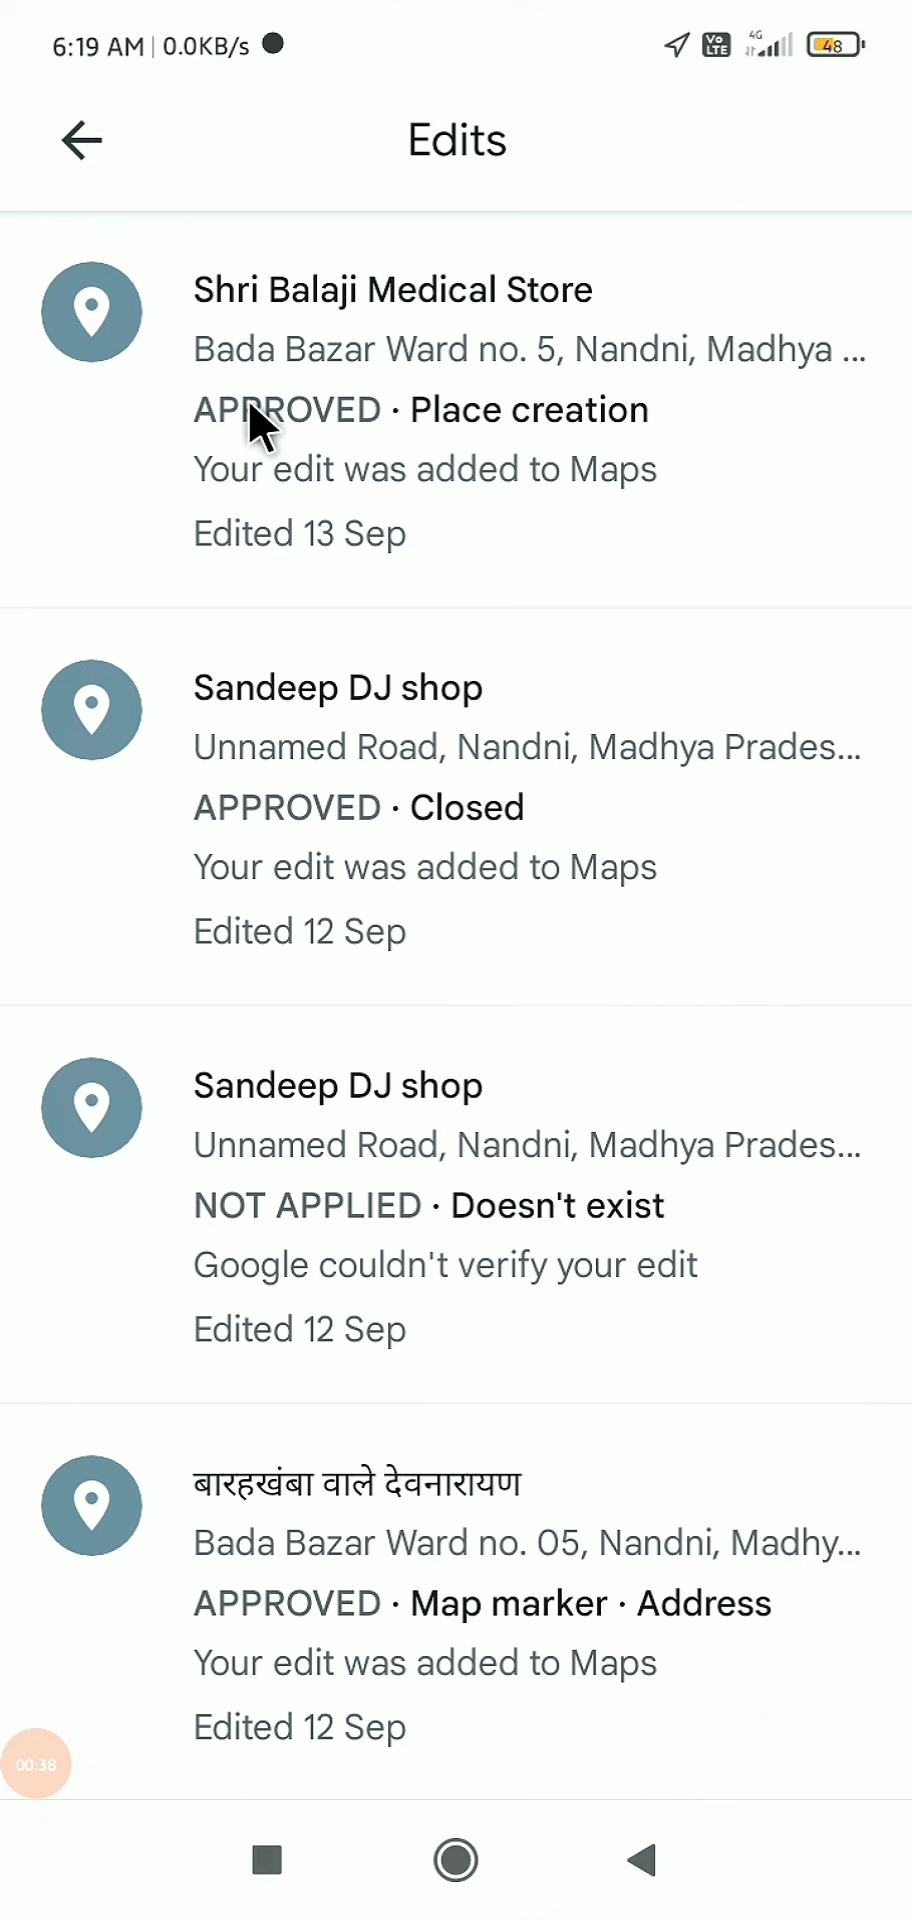 6:19 AM | 0.0KB/s Vo LTE 4G 48
Edits
Shri Balaji Medical Store
Bada Bazar Ward no. 5, Nandni, Madhya ...
APPROVED · Place creation
Your edit was added to Maps
Edited 13 Sep
Sandeep DJ shop
Unnamed Road, Nandni, Madhya Prades...
APPROVED · Closed
Your edit was added to Maps
Edited 12 Sep
Sandeep DJ shop
Unnamed Road, Nandni, Madhya Prades...
NOT APPLIED · Doesn't exist
Google couldn't verify your edit
Edited 12 Sep
बारहखंबा वाले देवनारायण
Bada Bazar Ward no. 05, Nandni, Madhy...
APPROVED · Map marker · Address
Your edit was added to Maps
Edited 12 Sep
00:38